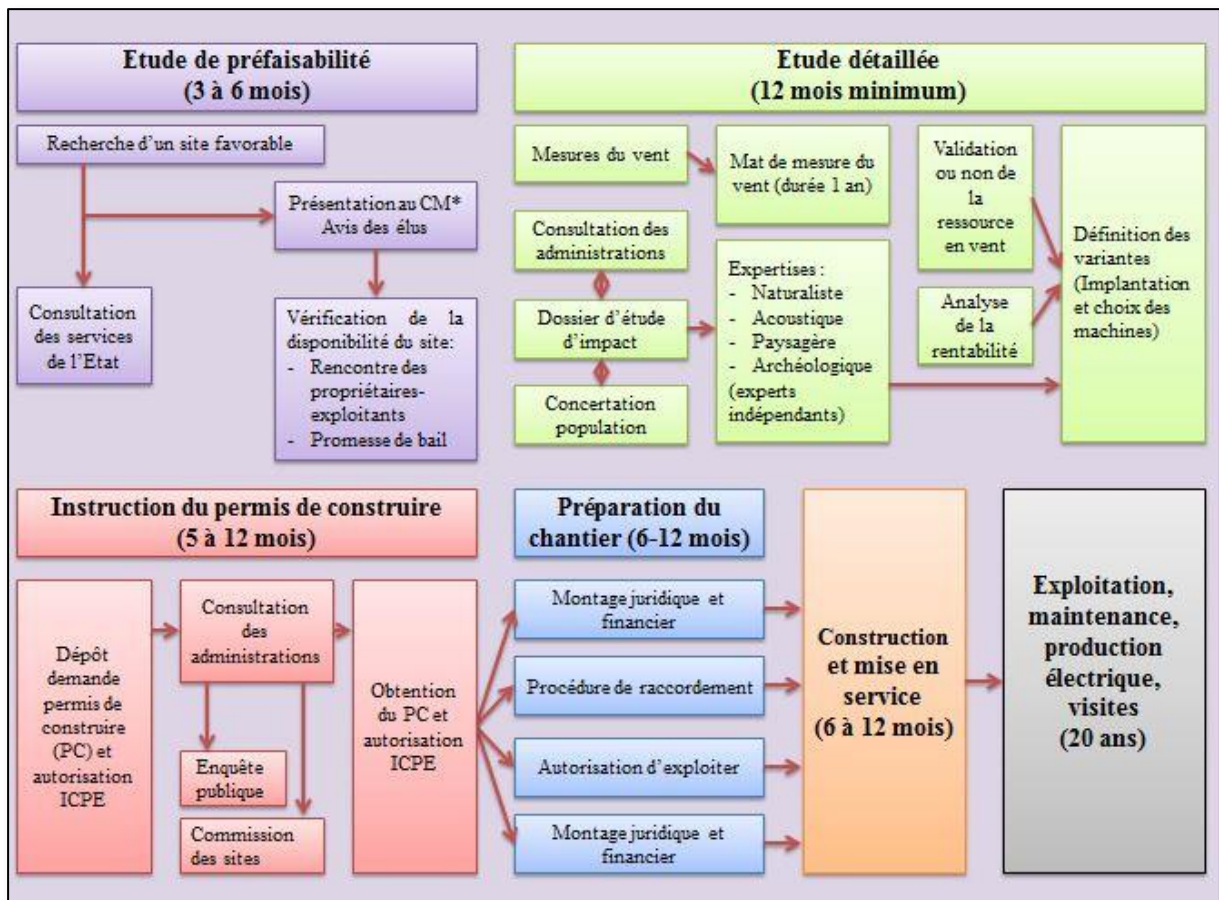 Etude de préfaisabilité
(3 à 6 mois)
Recherche d'un site favorable
Présentation au CM*
Avis des élus
Consultation
des services
de l'Etat
Vérification de la
disponibilité du site:
- Rencontre des
propriétaires-
exploitants
- Promesse de bail
Etude détaillée
(12 mois minimum)
Mesures du vent
Mat de mesure du
vent (durée 1 an)
Validation
ou non de
la
ressource
en vent
Consultation des
administrations
Dossier d'étude
d'impact
Concertation
population
Expertises :
- Naturaliste
- Acoustique
- Paysagère
- Archéologique
(experts
indépendants)
Analyse
de la
rentabilité
Définition des
variantes
(Implantation
et choix des
machines)
Instruction du permis de construire
(5 à 12 mois)
Dépôt
demande
permis de
construire
(PC) et
autorisation
ICPE
Consultation
des
administrations
Enquête
publique
Commission
des sites
Obtention
du PC et
autorisation
ICPE
Préparation du
chantier (6-12 mois)
Montage juridique et
financier
Procédure de raccordement
Autorisation d'exploiter
Montage juridique et
financier
Construction
et mise en
service
(6 à 12 mois)
Exploitation,
maintenance,
production
électrique,
visites
(20 ans)